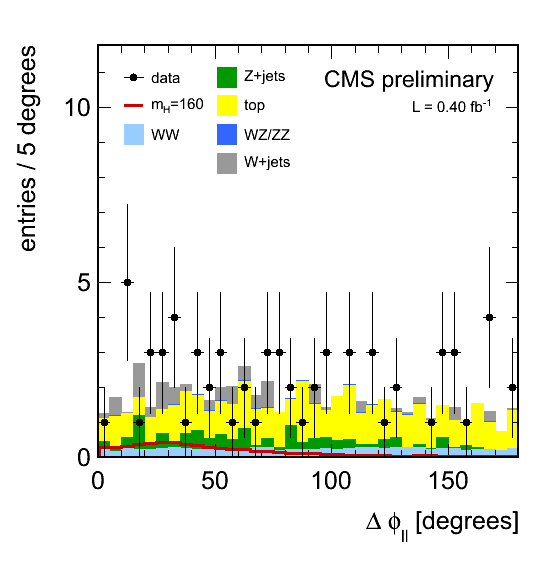 entries / 5 degrees
10
5
0
data
m_H=160
WW
Z+jets
top
WZ/ZZ
W+jets
CMS preliminary
L = 0.40 fb⁻¹
0 50 100 150
Δ ϕ_ll [degrees]